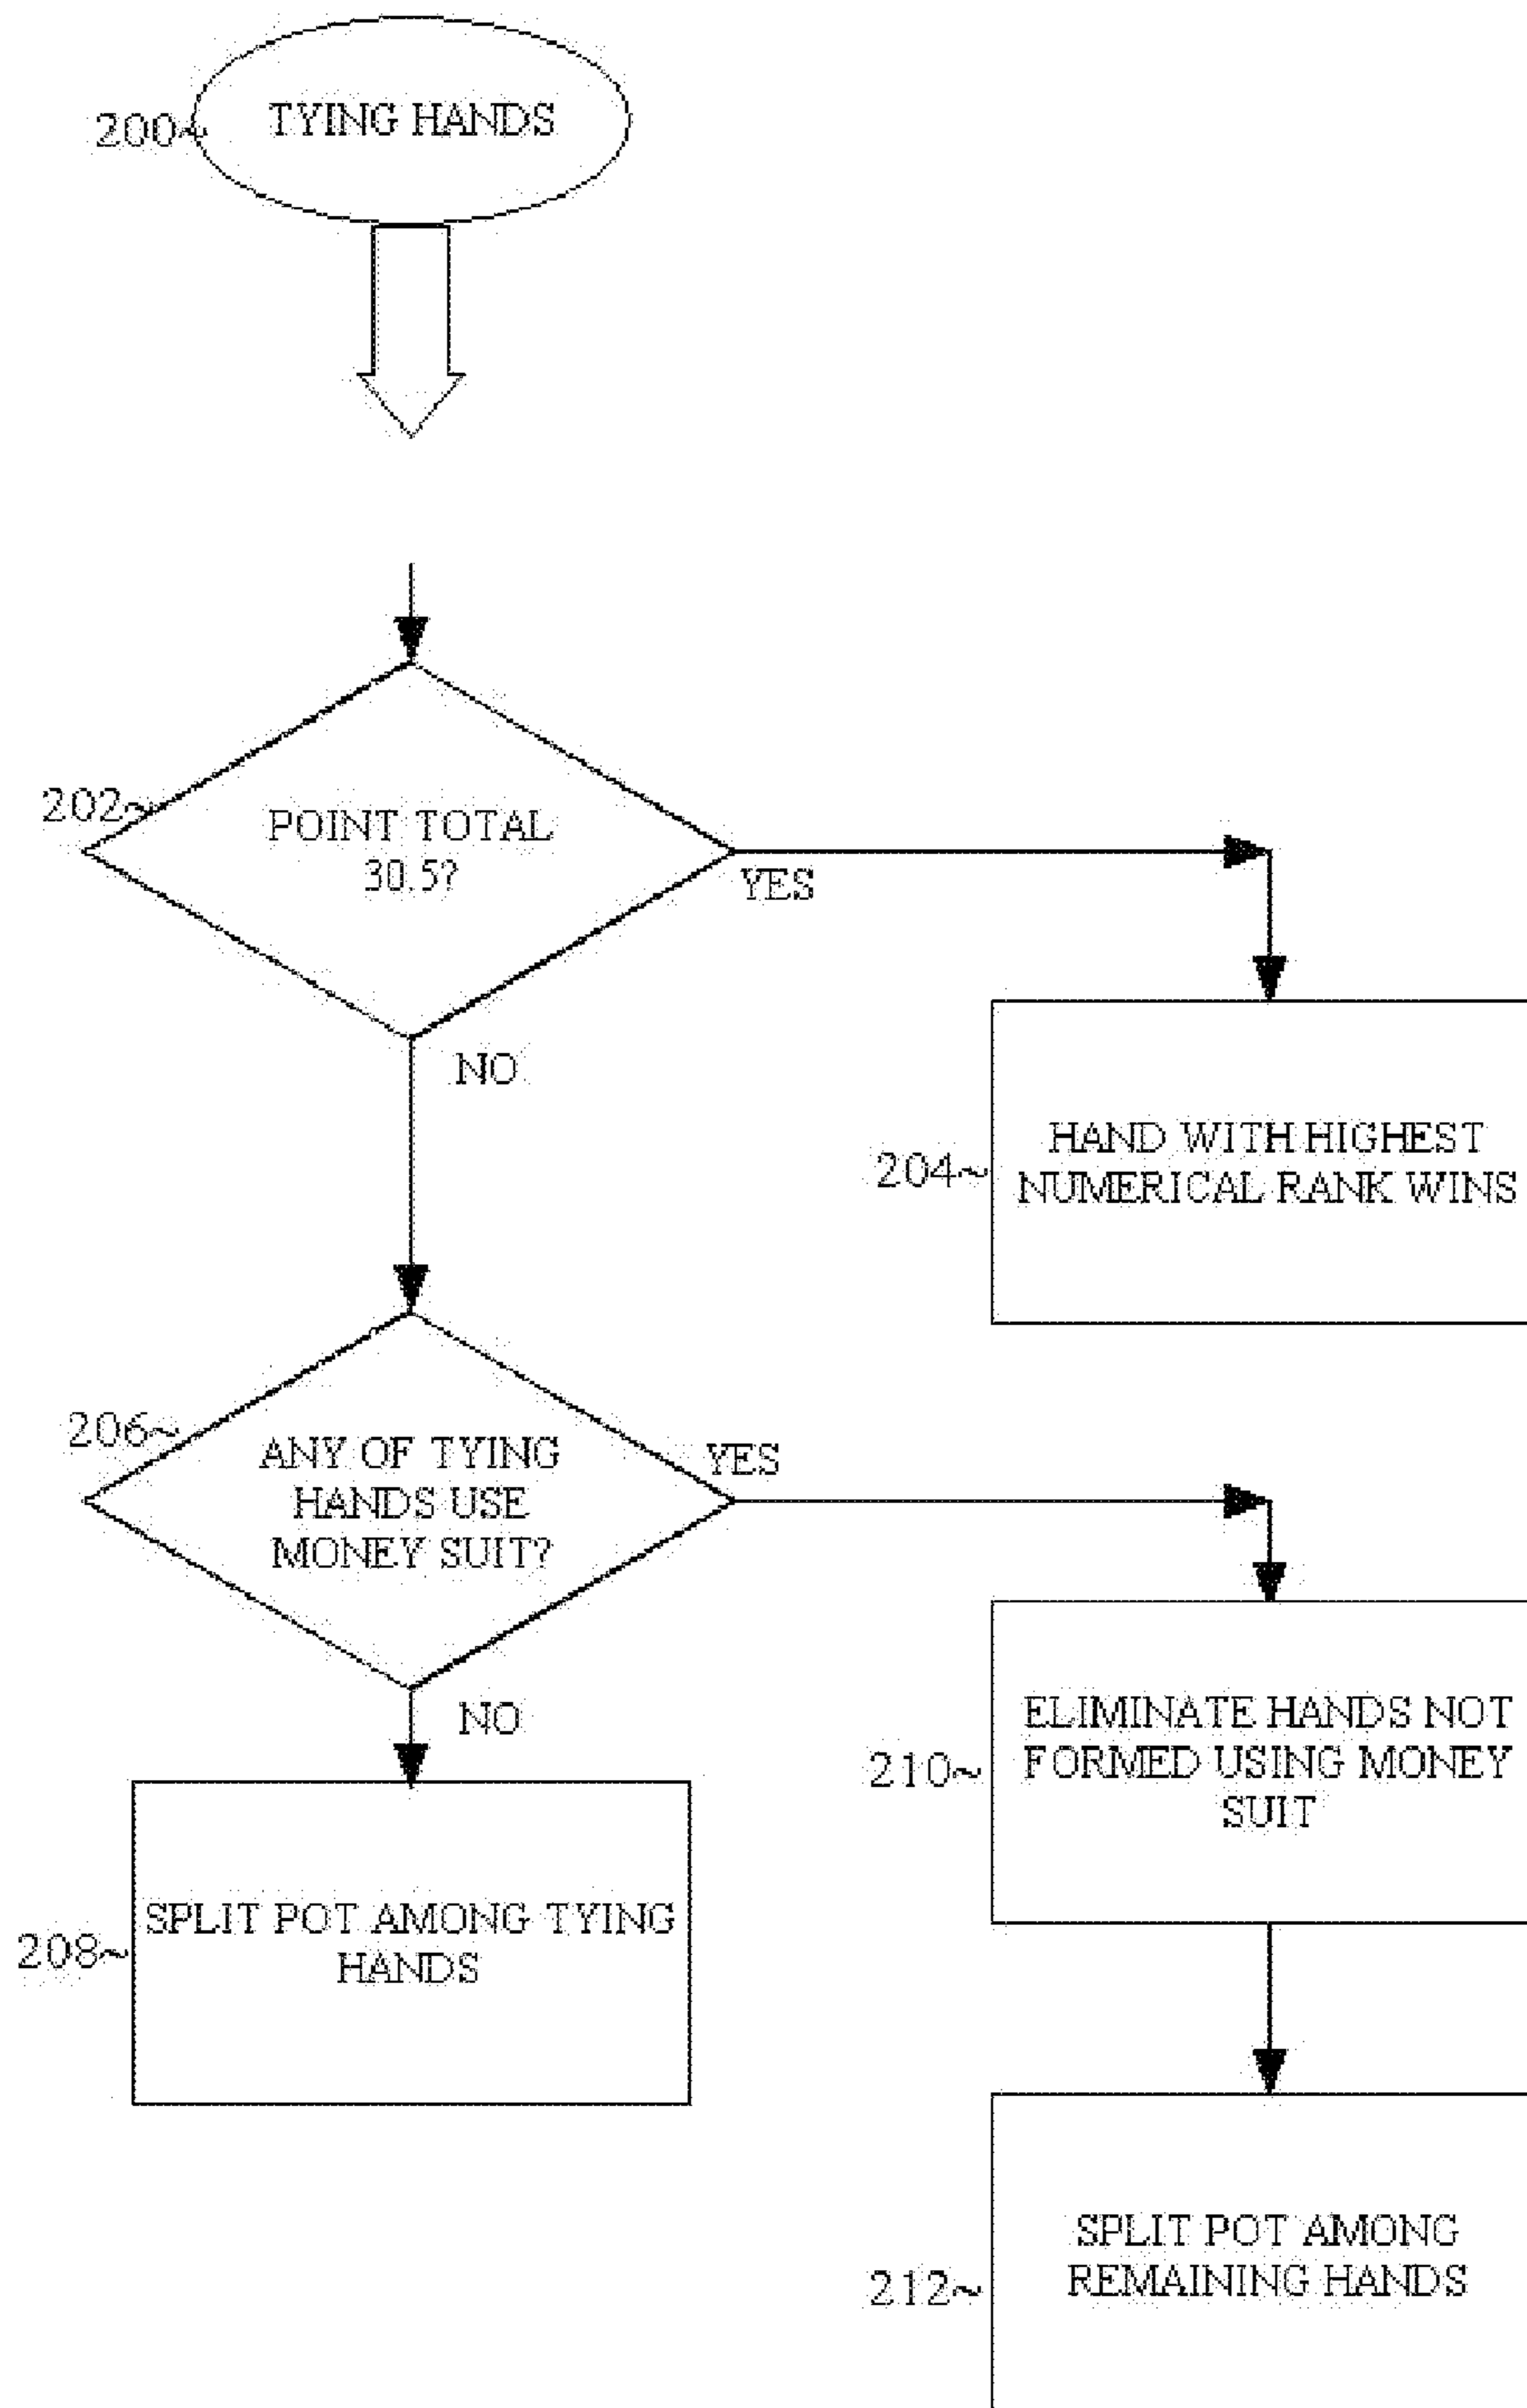 200~
TYING HANDS
202~
POINT TOTAL
30.5?
YES
NO
204~
HAND WITH HIGHEST
NUMERICAL RANK WINS
206~
ANY OF TYING
HANDS USE
MONEY SUIT?
YES
NO
210~
ELIMINATE HANDS NOT
FORMED USING MONEY
SUIT
208~
SPLIT POT AMONG TYING
HANDS
212~
SPLIT POT AMONG
REMAINING HANDS